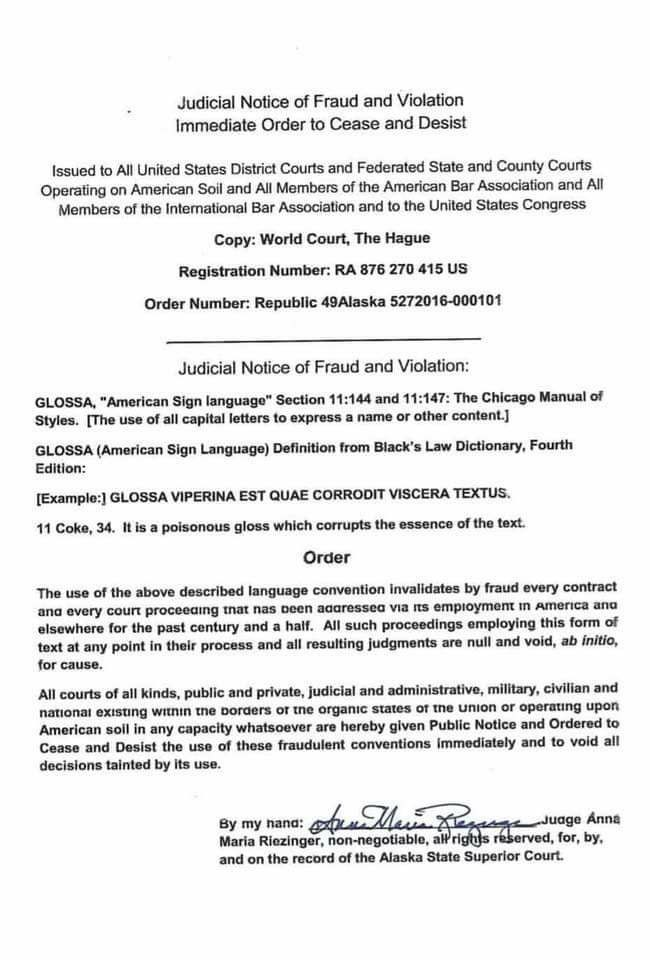 Judicial Notice of Fraud and Violation
Immediate Order to Cease and Desist
Issued to All United States District Courts and Federated State and County Courts
Operating on American Soil and All Members of the American Bar Association and All
Members of the International Bar Association and to the United States Congress
Copy: World Court, The Hague
Registration Number: RA 876 270 415 US
Order Number: Republic 49Alaska 5272016-000101
Judicial Notice of Fraud and Violation:
GLOSSA, "American Sign language" Section 11:144 and 11:147: The Chicago Manual of
Styles. [The use of all capital letters to express a name or other content.]
GLOSSA (American Sign Language) Definition from Black's Law Dictionary, Fourth
Edition:
[Example:] GLOSSA VIPERINA EST QUAE CORRODIT VISCERA TEXTUS.
11 Coke, 34. It is a poisonous gloss which corrupts the essence of the text.
Order
The use of the above described language convention invalidates by fraud every contract
and every court proceeding that has been addressed via its employment in America and
elsewhere for the past century and a half. All such proceedings employing this form of
text at any point in their process and all resulting judgments are null and void, ab initio,
for cause.
All courts of all kinds, public and private, judicial and administrative, military, civilian and
national existing within the borders of the organic states of the Union or operating upon
American soil in any capacity whatsoever are hereby given Public Notice and Ordered to
Cease and Desist the use of these fraudulent conventions immediately and to void all
decisions tainted by its use.
By my hand: Anna Maria Riezinger Judge Anna
Maria Riezinger, non-negotiable, all rights reserved, for, by,
and on the record of the Alaska State Superior Court.